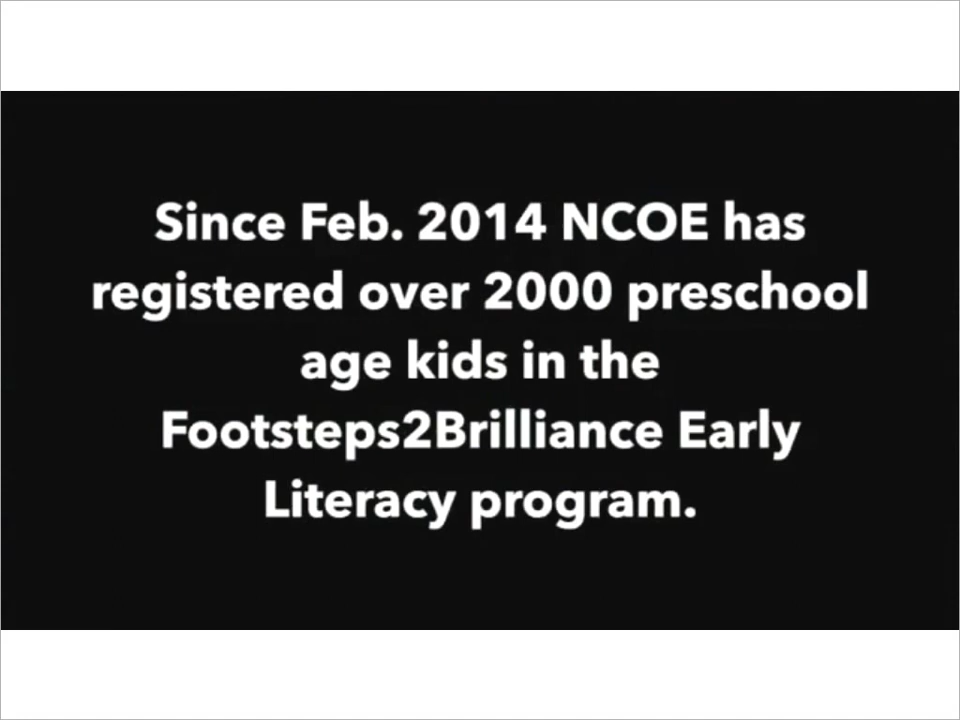 Since Feb. 2014 NCOE has
registered over 2000 preschool
age kids in the
Footsteps2Brilliance Early
Literacy program.